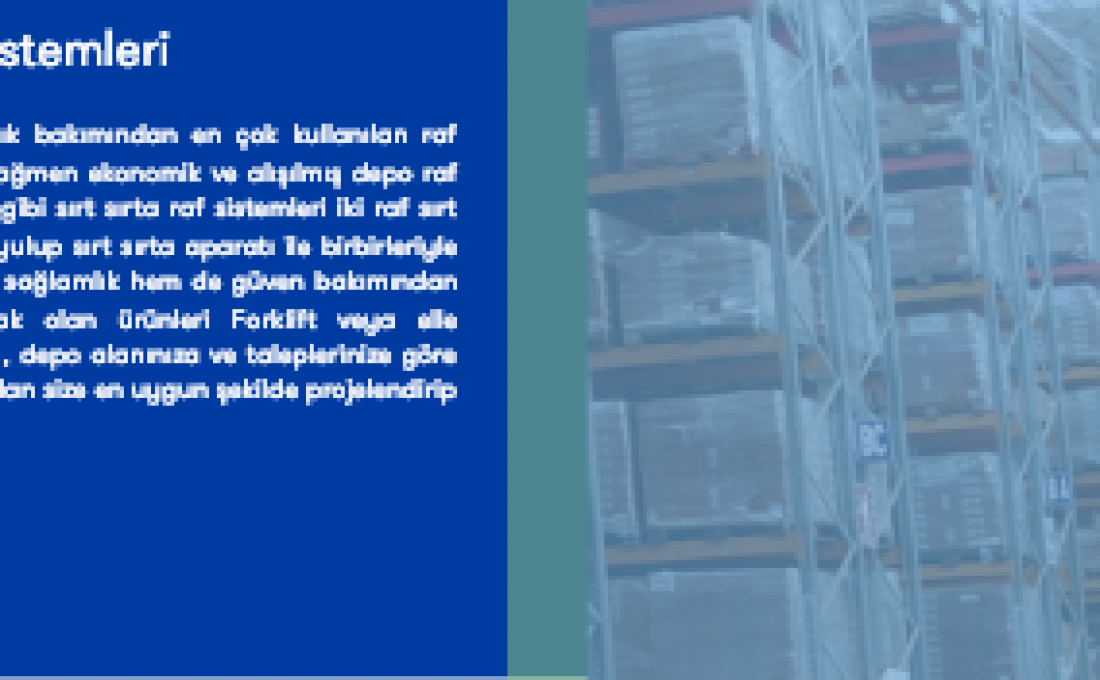 stemleri
ık bakımından en çok kullanılan raf
ağmen ekonomik ve alışılmış depo raf
gibi sırt sırta raf sistemleri iki raf sırt
yulup sırt sırta aparatı ile birbirleriyle
sağlamlık hem de güven bakımından
ak olan ürünleri Forklift veya elle
, depo alanınıza ve taleplerinize göre
dan size en uygun şekilde projelendirip